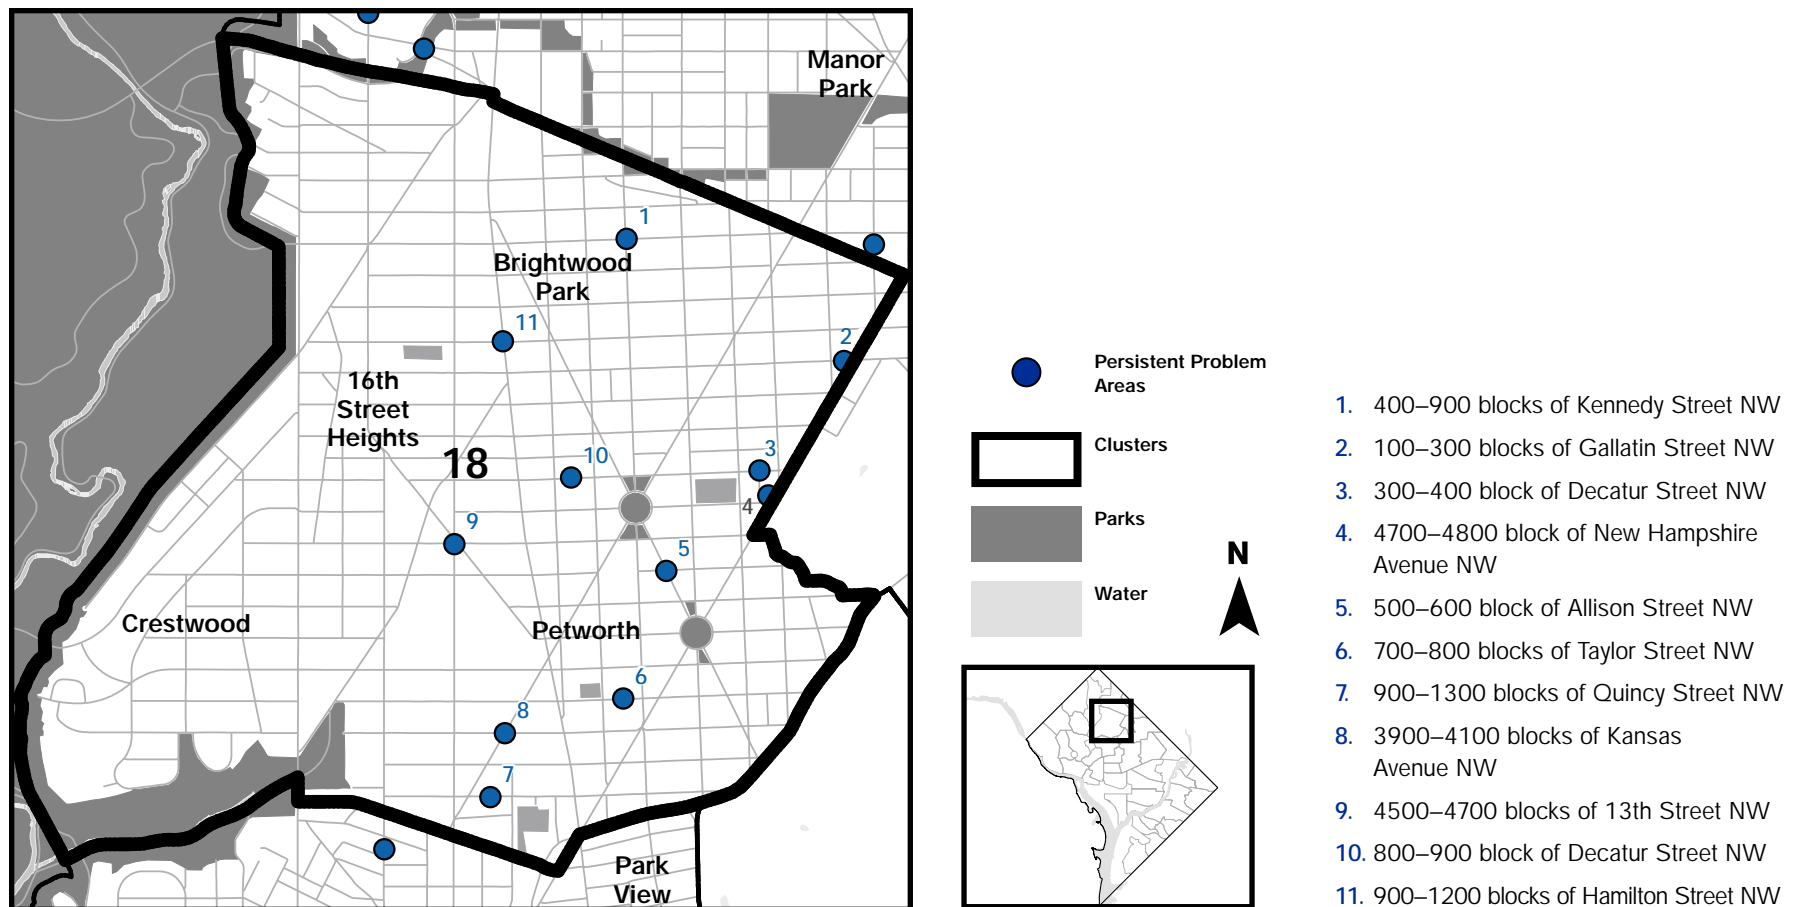 Manor
Park
1
Brightwood
Park
11
2
16th
Street
Heights
18
10
3
4
9
5
Crestwood
Petworth
6
8
7
Park
View
Persistent Problem
Areas
Clusters
Parks
Water
N
1. 400–900 blocks of Kennedy Street NW
2. 100–300 blocks of Gallatin Street NW
3. 300–400 block of Decatur Street NW
4. 4700–4800 block of New Hampshire
Avenue NW
5. 500–600 block of Allison Street NW
6. 700–800 blocks of Taylor Street NW
7. 900–1300 blocks of Quincy Street NW
8. 3900–4100 blocks of Kansas
Avenue NW
9. 4500–4700 blocks of 13th Street NW
10. 800–900 block of Decatur Street NW
11. 900–1200 blocks of Hamilton Street NW